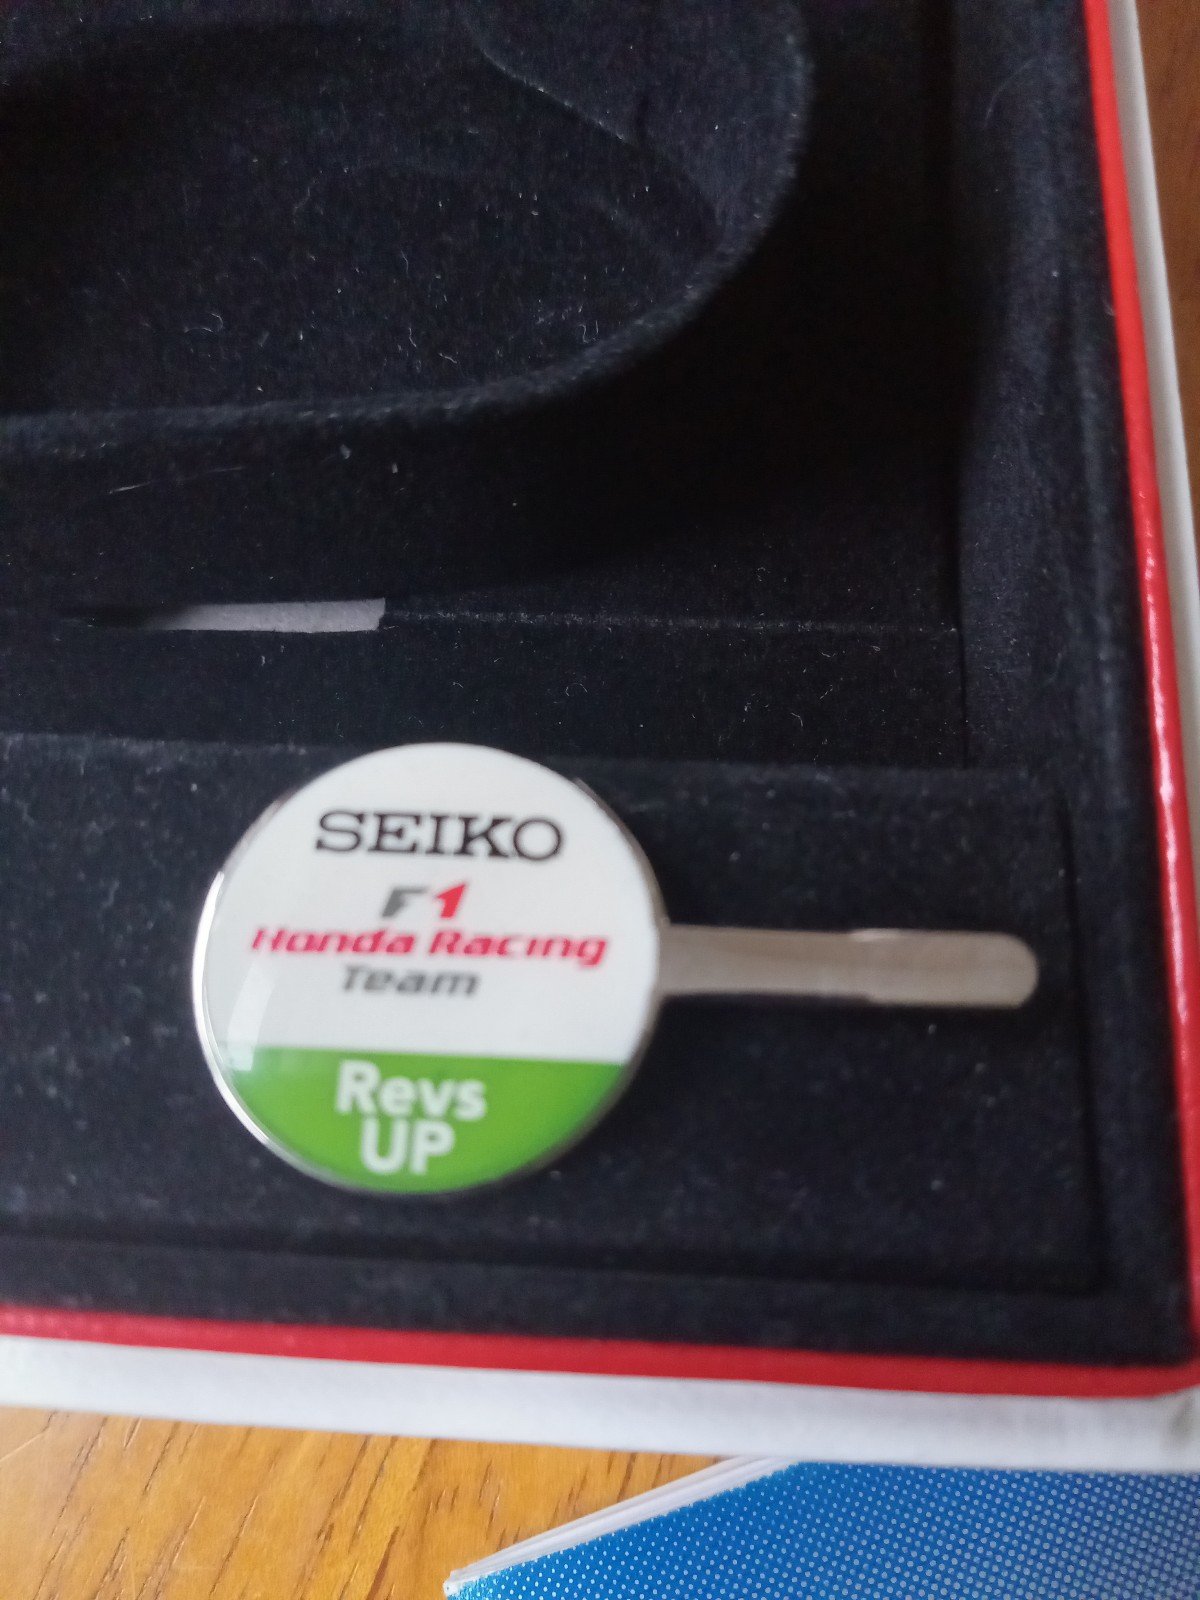 SEIKO
F1
Honda Racing
Team
Revs
UP